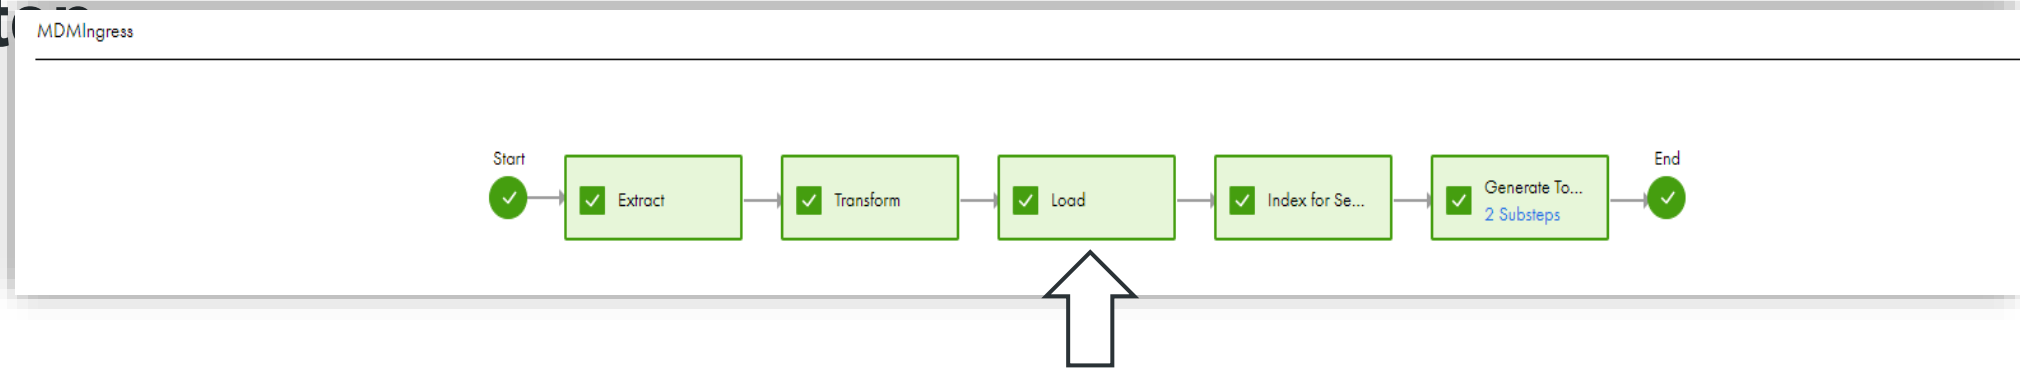 MDMIngress
Start
Extract
Transform
Load
Index for Se...
Generate To...
2 Substeps
End